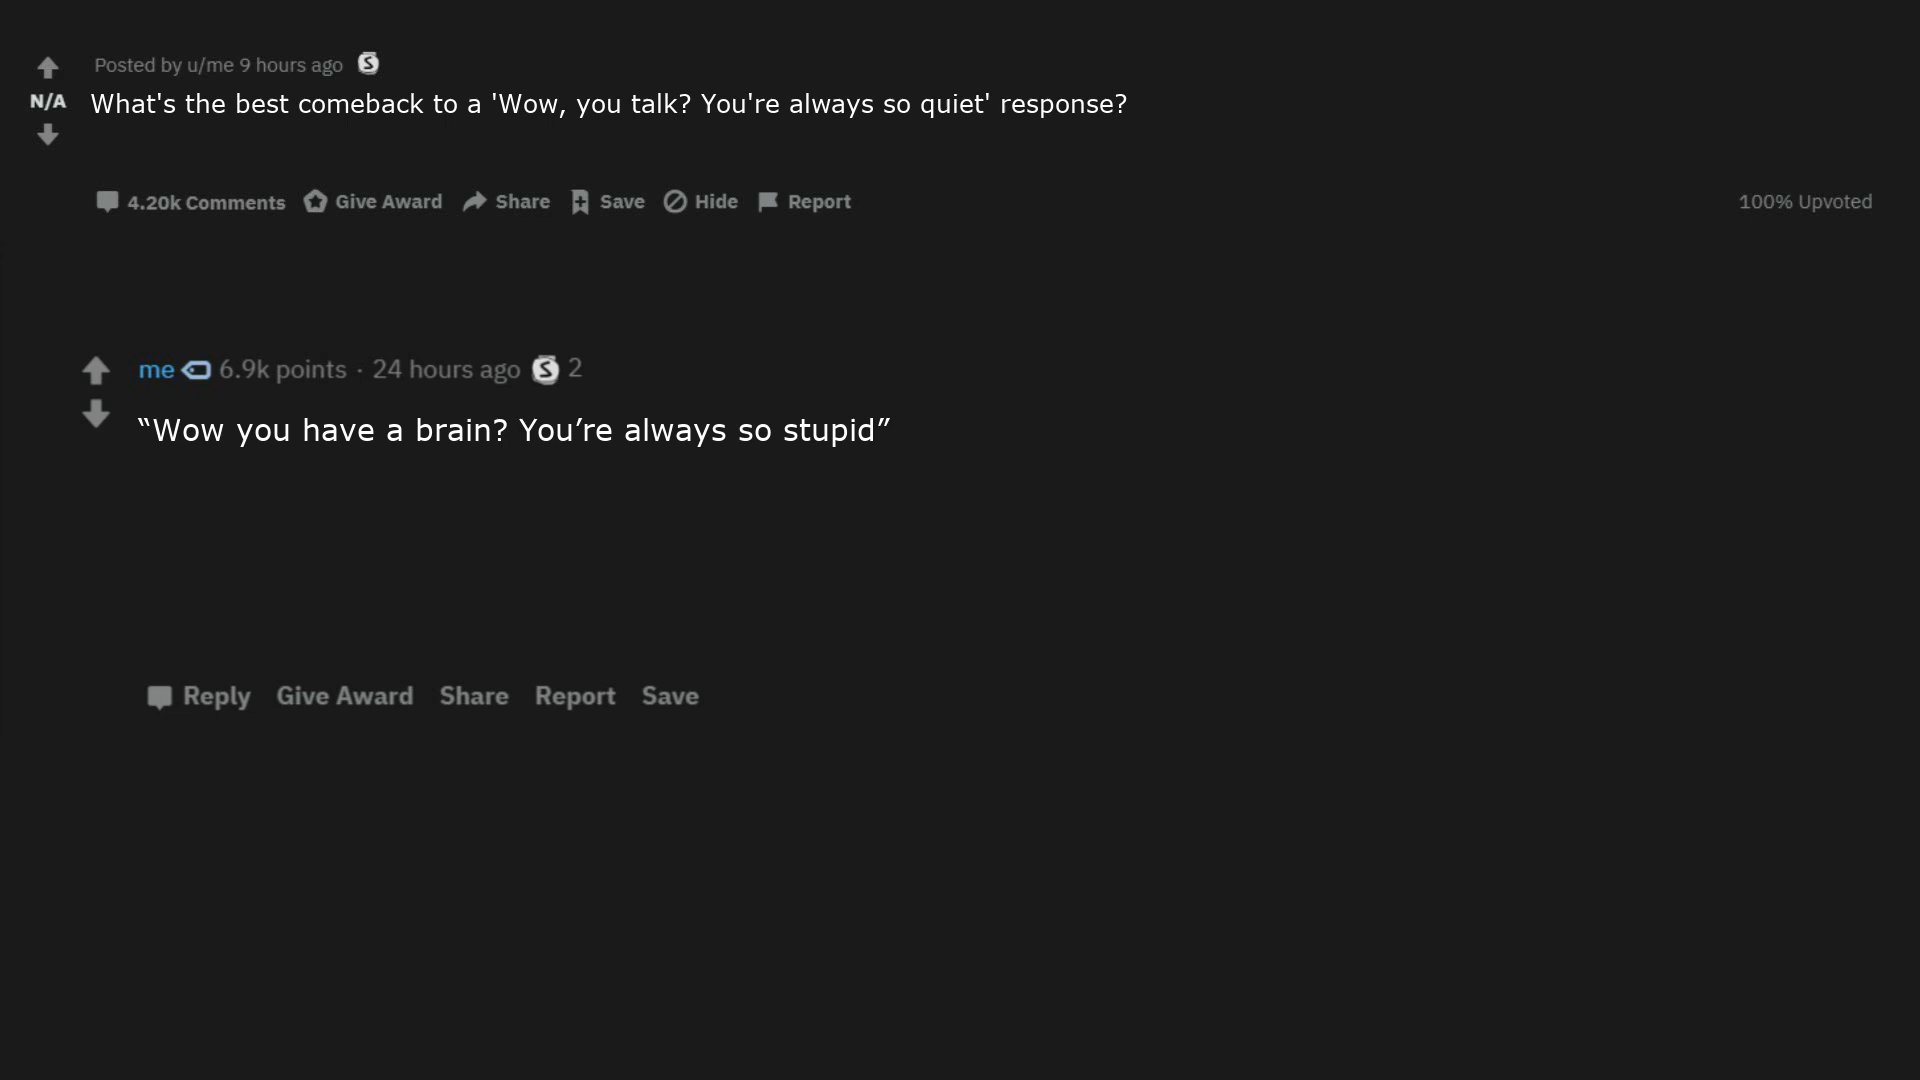 Posted by u/me 9 hours ago
N/A
What's the best comeback to a 'Wow, you talk? You're always so quiet' response?
4.20k Comments Give Award Share Save Hide Report 100% Upvoted
me 6.9k points · 24 hours ago S 2
“Wow you have a brain? You’re always so stupid”
Reply Give Award Share Report Save